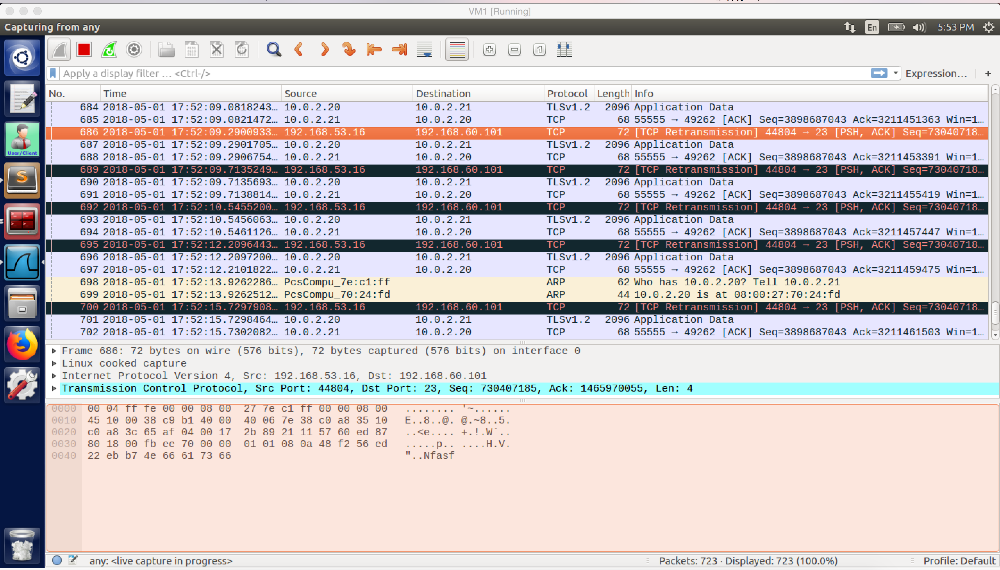 VM1 [Running]
Capturing from any
En
5:53 PM
Apply a display filter … <Ctrl-/>
Expression…
+
No. Time Source Destination Protocol Length Info
684 2018-05-01 17:52:09.0818243… 10.0.2.20 10.0.2.21 TLSv1.2 2096 Application Data
685 2018-05-01 17:52:09.0821472… 10.0.2.21 10.0.2.20 TCP 68 55555 → 49262 [ACK] Seq=3898687043 Ack=3211451363 Win=1…
686 2018-05-01 17:52:09.2900933… 192.168.53.16 192.168.60.101 TCP 72 [TCP Retransmission] 44804 → 23 [PSH, ACK] Seq=73040718…
687 2018-05-01 17:52:09.2901705… 10.0.2.20 10.0.2.21 TLSv1.2 2096 Application Data
688 2018-05-01 17:52:09.2906754… 10.0.2.21 10.0.2.20 TCP 68 55555 → 49262 [ACK] Seq=3898687043 Ack=3211453391 Win=1…
689 2018-05-01 17:52:09.7135249… 192.168.53.16 192.168.60.101 TCP 72 [TCP Retransmission] 44804 → 23 [PSH, ACK] Seq=73040718…
690 2018-05-01 17:52:09.7135693… 10.0.2.20 10.0.2.21 TLSv1.2 2096 Application Data
691 2018-05-01 17:52:09.7138814… 10.0.2.21 10.0.2.20 TCP 68 55555 → 49262 [ACK] Seq=3898687043 Ack=3211455419 Win=1…
692 2018-05-01 17:52:10.5455200… 192.168.53.16 192.168.60.101 TCP 72 [TCP Retransmission] 44804 → 23 [PSH, ACK] Seq=73040718…
693 2018-05-01 17:52:10.5456063… 10.0.2.20 10.0.2.21 TLSv1.2 2096 Application Data
694 2018-05-01 17:52:10.5461126… 10.0.2.21 10.0.2.20 TCP 68 55555 → 49262 [ACK] Seq=3898687043 Ack=3211457447 Win=1…
695 2018-05-01 17:52:12.2096443… 192.168.53.16 192.168.60.101 TCP 72 [TCP Retransmission] 44804 → 23 [PSH, ACK] Seq=73040718…
696 2018-05-01 17:52:12.2097200… 10.0.2.20 10.0.2.21 TLSv1.2 2096 Application Data
697 2018-05-01 17:52:12.2101822… 10.0.2.21 10.0.2.20 TCP 68 55555 → 49262 [ACK] Seq=3898687043 Ack=3211459475 Win=1…
698 2018-05-01 17:52:13.9262286… PcsCompu_7e:c1:ff ARP 62 Who has 10.0.2.20? Tell 10.0.2.21
699 2018-05-01 17:52:13.9262512… PcsCompu_70:24:fd ARP 44 10.0.2.20 is at 08:00:27:70:24:fd
700 2018-05-01 17:52:15.7297908… 192.168.53.16 192.168.60.101 TCP 72 [TCP Retransmission] 44804 → 23 [PSH, ACK] Seq=73040718…
701 2018-05-01 17:52:15.7298464… 10.0.2.20 10.0.2.21 TLSv1.2 2096 Application Data
702 2018-05-01 17:52:15.7302082… 10.0.2.21 10.0.2.20 TCP 68 55555 → 49262 [ACK] Seq=3898687043 Ack=3211461503 Win=1…
User/Client
Frame 686: 72 bytes on wire (576 bits), 72 bytes captured (576 bits) on interface 0
Linux cooked capture
Internet Protocol Version 4, Src: 192.168.53.16, Dst: 192.168.60.101
Transmission Control Protocol, Src Port: 44804, Dst Port: 23, Seq: 730407185, Ack: 1465970055, Len: 4
0000 00 04 ff fe 00 00 08 00 27 7e c1 ff 00 00 08 00 ........ '~......
0010 45 10 00 38 c9 b1 40 00 40 06 7e 38 c0 a8 35 10 E..8..@. @.~8..5.
0020 c0 a8 3c 65 af 04 00 17 2b 89 21 11 57 60 ed 87 ..<e.... +.!.W`..
0030 80 18 00 fb ee 70 00 00 01 01 08 0a 48 f2 56 ed .....p.. ....H.V.
0040 22 eb b7 4e 66 61 73 66 "..Nfasf
any: <live capture in progress>
Packets: 723 · Displayed: 723 (100.0%)
Profile: Default